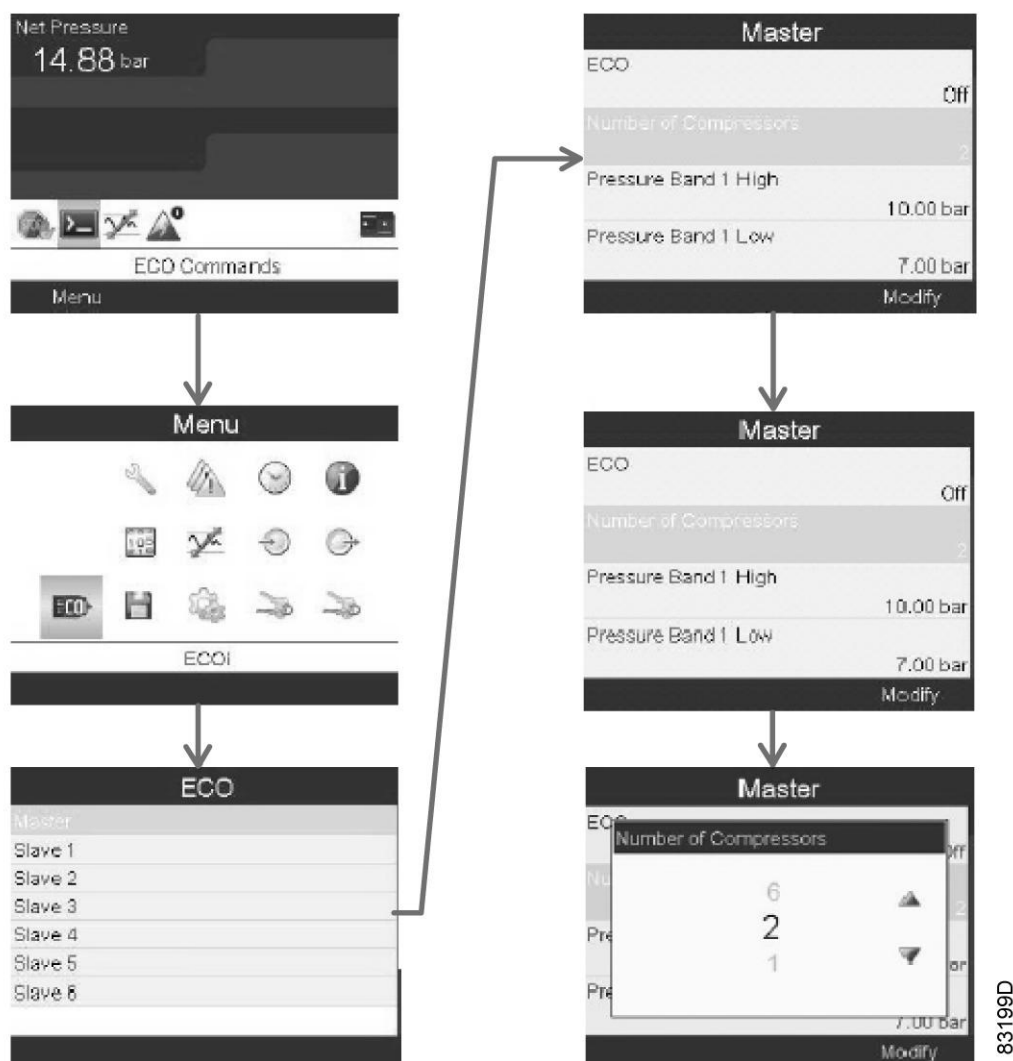 Net Pressure
14.88 bar
ECO Commands
Menu
Menu
ECO
ECOi
ECO
Master
Slave 1
Slave 2
Slave 3
Slave 4
Slave 5
Slave 6
Master
ECO
Off
Number of Compressors
2
Pressure Band 1 High
10.00 bar
Pressure Band 1 Low
7.00 bar
Modify
Master
ECO
Off
Number of Compressors
2
Pressure Band 1 High
10.00 bar
Pressure Band 1 Low
7.00 bar
Modify
Master
Number of Compressors
6
2
1
7.00 bar
Modify
83199D